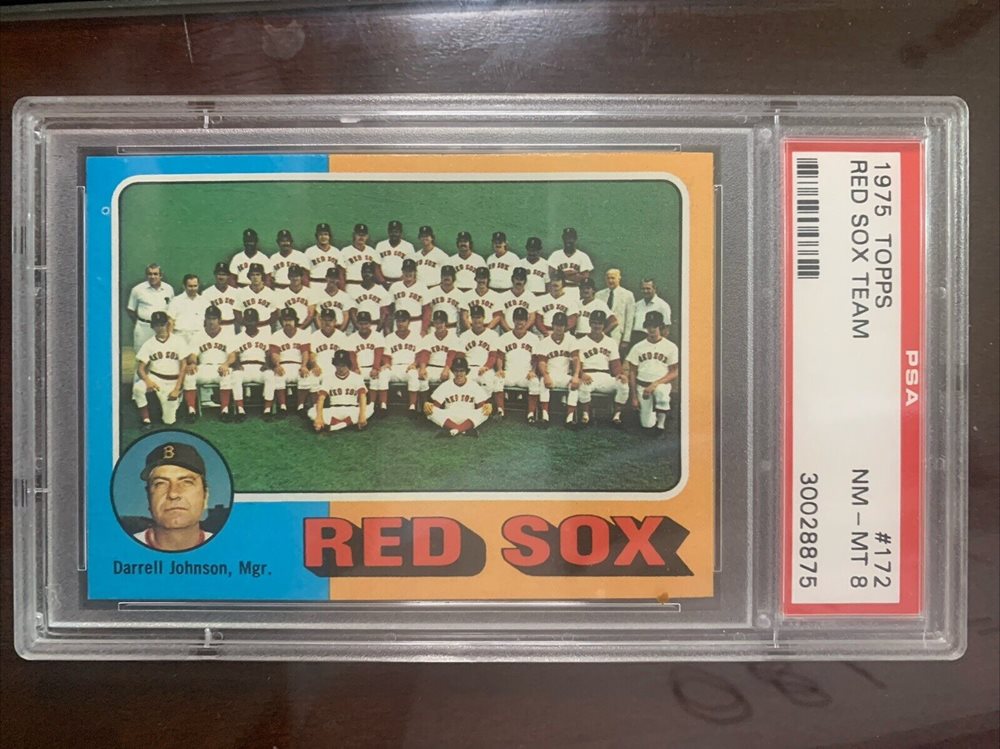 1975 TOPPS #172
RED SOX TEAM NM-MT 8
30028875
PSA
B
Darrell Johnson, Mgr.
RED SOX